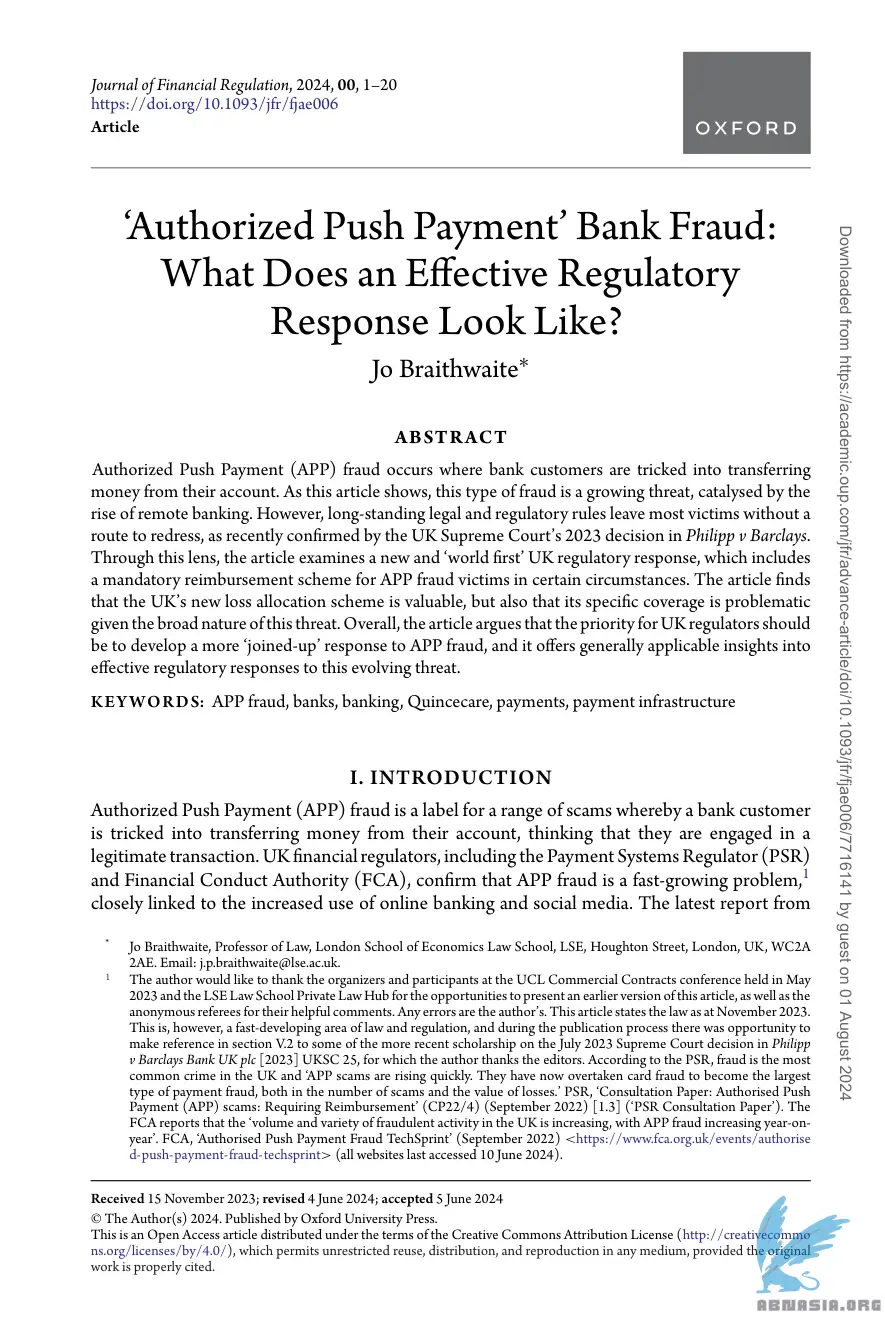 Journal of Financial Regulation, 2024, 00, 1–20
https://doi.org/10.1093/jfr/fjae006
Article
OXFORD
‘Authorized Push Payment’ Bank Fraud:
What Does an Effective Regulatory
Response Look Like?
Jo Braithwaite*
ABSTRACT
Authorized Push Payment (APP) fraud occurs where bank customers are tricked into transferring
money from their account. As this article shows, this type of fraud is a growing threat, catalysed by the
rise of remote banking. However, long-standing legal and regulatory rules leave most victims without a
route to redress, as recently confirmed by the UK Supreme Court’s 2023 decision in Philipp v Barclays.
Through this lens, the article examines a new and ‘world first’ UK regulatory response, which includes
a mandatory reimbursement scheme for APP fraud victims in certain circumstances. The article finds
that the UK’s new loss allocation scheme is valuable, but also that its specific coverage is problematic
given the broad nature of this threat. Overall, the article argues that the priority for UK regulators should
be to develop a more ‘joined-up’ response to APP fraud, and it offers generally applicable insights into
effective regulatory responses to this evolving threat.
KEYWORDS: APP fraud, banks, banking, Quincecare, payments, payment infrastructure
I. INTRODUCTION
Authorized Push Payment (APP) fraud is a label for a range of scams whereby a bank customer
is tricked into transferring money from their account, thinking that they are engaged in a
legitimate transaction. UK financial regulators, including the Payment Systems Regulator (PSR)
and Financial Conduct Authority (FCA), confirm that APP fraud is a fast-growing problem,1
closely linked to the increased use of online banking and social media. The latest report from
* Jo Braithwaite, Professor of Law, London School of Economics Law School, LSE, Houghton Street, London, UK, WC2A
2AE. Email: j.p.braithwaite@lse.ac.uk.
1 The author would like to thank the organizers and participants at the UCL Commercial Contracts conference held in May
2023 and the LSE Law School Private Law Hub for the opportunities to present an earlier version of this article, as well as the
anonymous referees for their helpful comments. Any errors are the author’s. This article states the law as at November 2023.
This is, however, a fast-developing area of law and regulation, and during the publication process there was opportunity to
make reference in section V.2 to some of the more recent scholarship on the July 2023 Supreme Court decision in Philipp
v Barclays Bank UK plc [2023] UKSC 25, for which the author thanks the editors. According to the PSR, fraud is the most
common crime in the UK and ‘APP scams are rising quickly. They have now overtaken card fraud to become the largest
type of payment fraud, both in the number of scams and the value of losses.’ PSR, ‘Consultation Paper: Authorised Push
Payment (APP) scams: Requiring Reimbursement’ (CP22/4) (September 2022) [1.3] (‘PSR Consultation Paper’). The
FCA reports that the ‘volume and variety of fraudulent activity in the UK is increasing, with APP fraud increasing year-on-
year’. FCA, ‘Authorised Push Payment Fraud TechSprint’ (September 2022) <https://www.fca.org.uk/events/authorise
d-push-payment-fraud-techsprint> (all websites last accessed 10 June 2024).
Received 15 November 2023; revised 4 June 2024; accepted 5 June 2024
© The Author(s) 2024. Published by Oxford University Press.
This is an Open Access article distributed under the terms of the Creative Commons Attribution License (http://creativecommo
ns.org/licenses/by/4.0/), which permits unrestricted reuse, distribution, and reproduction in any medium, provided the original
work is properly cited.
Downloaded from https://academic.oup.com/jfr/advance-article/doi/10.1093/jfr/fjae006/7716141 by guest on 01 August 2024
ABNASIA.ORG